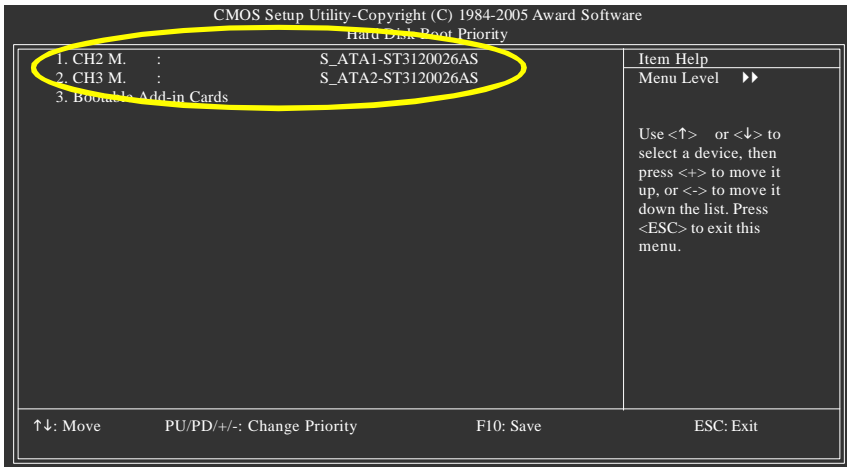 CMOS Setup Utility-Copyright (C) 1984-2005 Award Software
Hard Disk Boot Priority
1. CH2 M. : S_ATA1-ST3120026AS
2. CH3 M. : S_ATA2-ST3120026AS
3. Bootable Add-in Cards
Item Help
Menu Level ▸▸
Use <↑> or <↓> to
select a device, then
press <+> to move it
up, or <-> to move it
down the list. Press
<ESC> to exit this
menu.
↑↓: Move PU/PD/+/-: Change Priority F10: Save ESC: Exit